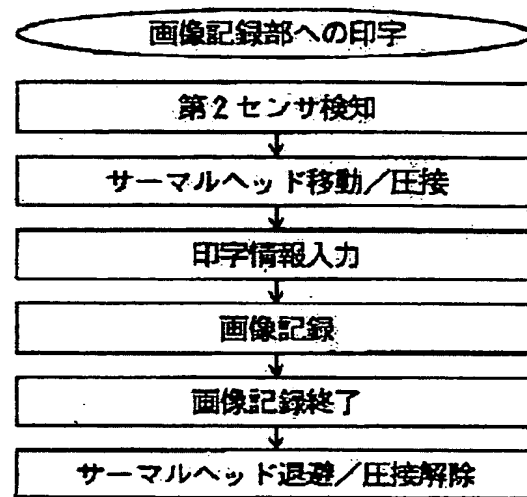 画像記録部への印字
第2センサ検知
サーマルヘッド移動／圧接
印字情報入力
画像記録
画像記録終了
サーマルヘッド退避／圧接解除